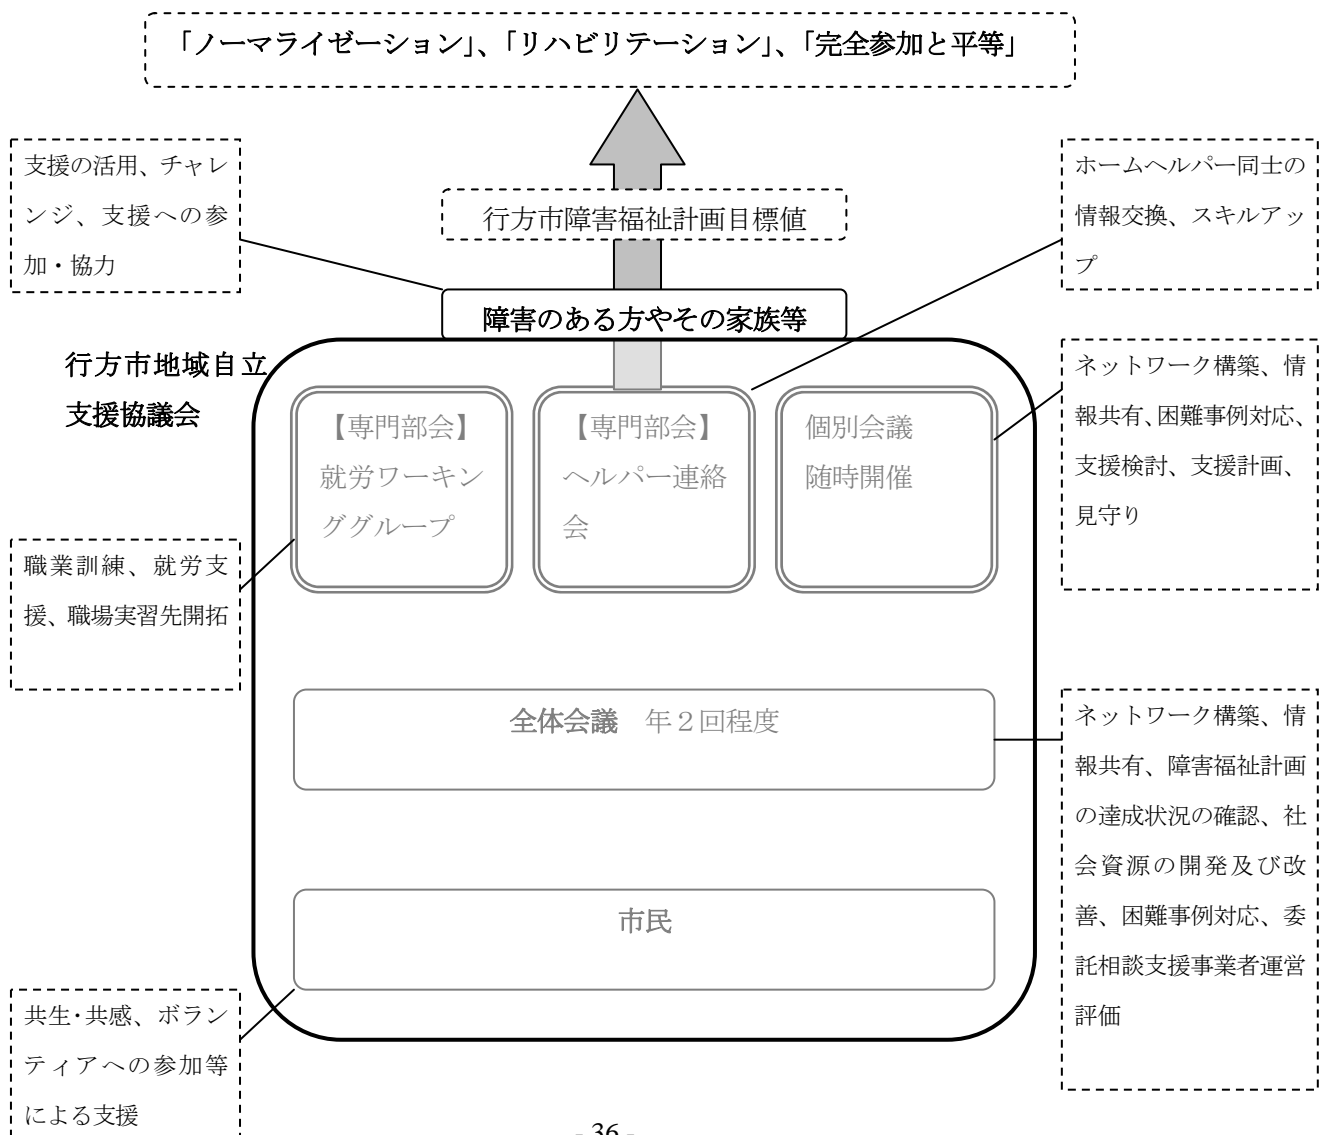 「ノーマライゼーション」、「リハビリテーション」、「完全参加と平等」
支援の活用、チャレ
ンジ、支援への参
加・協力
行方市障害福祉計画目標値
ホームヘルパー同士の
情報交換、スキルアッ
プ
障害のある方やその家族等
行方市地域自立
支援協議会
【専門部会】
就労ワーキン
ググループ
【専門部会】
ヘルパー連絡
会
個別会議
随時開催
ネットワーク構築、情
報共有、困難事例対応、
支援検討、支援計画、
見守り
職業訓練、就労支
援、職場実習先開拓
全体会議　年２回程度
ネットワーク構築、情
報共有、障害福祉計画
の達成状況の確認、社
会資源の開発及び改
善、困難事例対応、委
託相談支援事業者運営
評価
市民
共生・共感、ボラン
ティアへの参加等
による支援
- 36 -